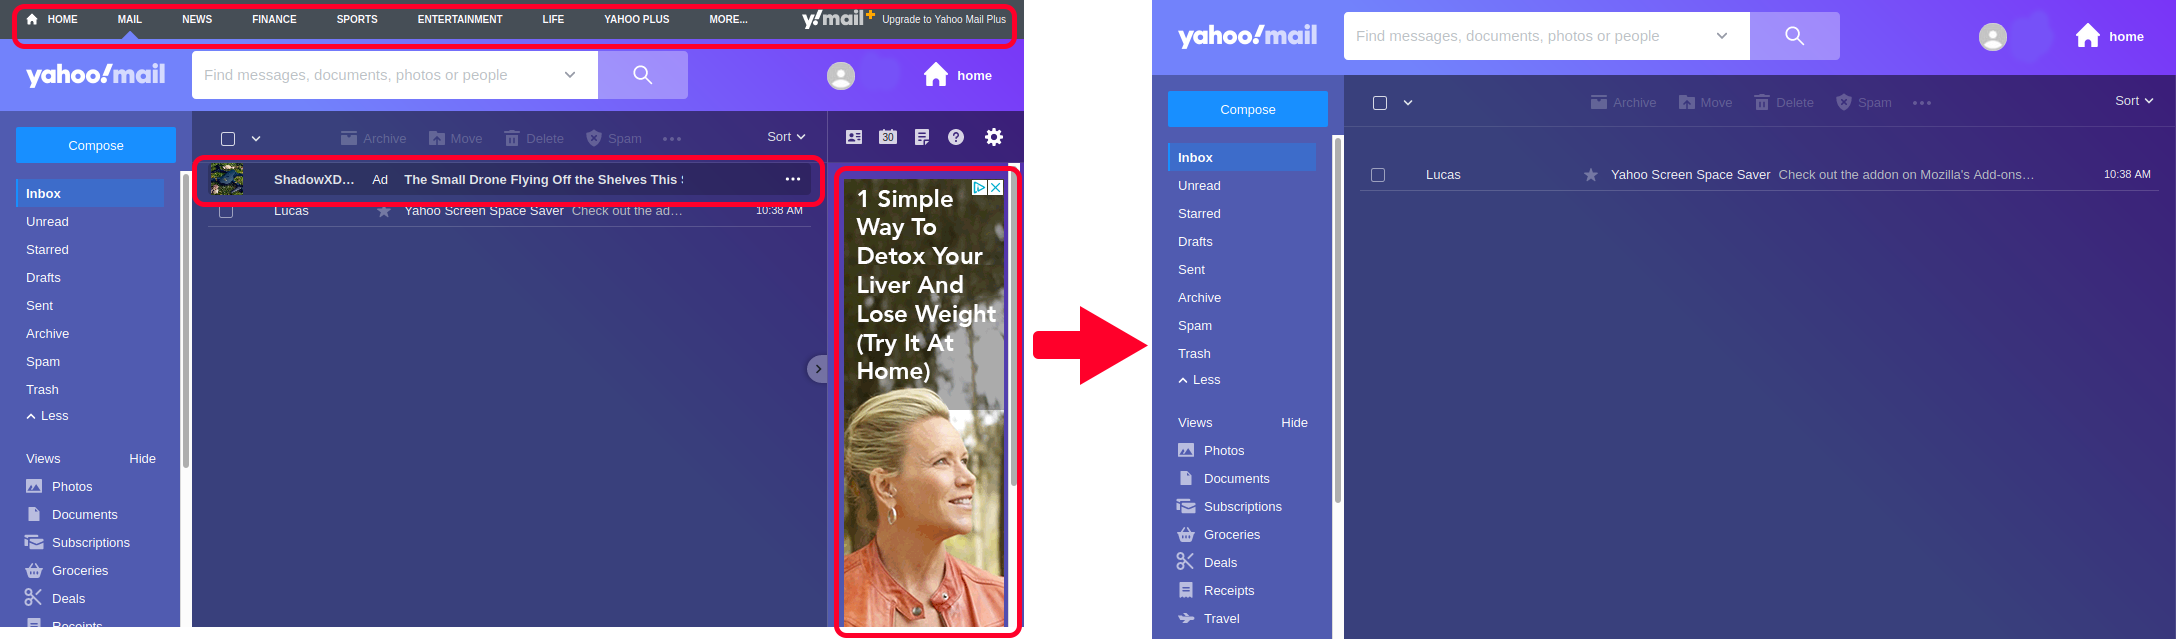 HOME MAIL NEWS FINANCE SPORTS ENTERTAINMENT LIFE YAHOO PLUS MORE... y!mail+ Upgrade to Yahoo Mail Plus
yahoo!mail Find messages, documents, photos or people home
Compose Archive Move Delete Spam ••• Sort 30
Inbox
Unread
Starred
Drafts
Sent
Archive
Spam
Trash
Less
Views Hide
Photos
Documents
Subscriptions
Groceries
Deals
Receipts
ShadowXD... Ad The Small Drone Flying Off the Shelves This
Lucas Yahoo Screen Space Saver Check out the ad... 10:38 AM
1 Simple
Way To
Detox Your
Liver And
Lose Weight
(Try It At
Home)
yahoo!mail Find messages, documents, photos or people home
Compose Archive Move Delete Spam ••• Sort
Inbox
Unread
Starred
Drafts
Sent
Archive
Spam
Trash
Less
Views Hide
Photos
Documents
Subscriptions
Groceries
Deals
Receipts
Travel
Lucas Yahoo Screen Space Saver Check out the addon on Mozilla's Add-ons... 10:38 AM